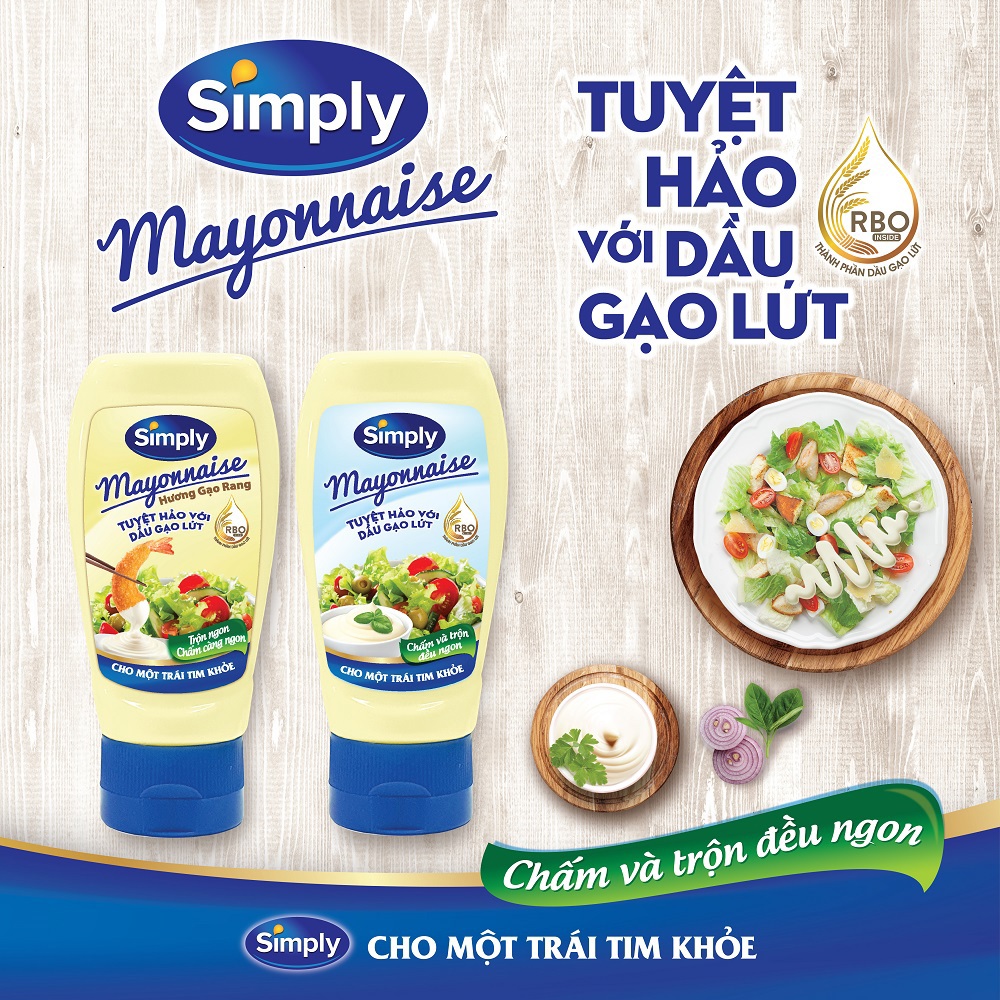 Simply
Mayonnaise
TUYỆT
HẢO
VỚI DẦU
GẠO LỨT
RBO
INSIDE
THÀNH PHẦN DẦU GẠO LỨT
Simply
Mayonnaise
Hương Gạo Rang
TUYỆT HẢO VỚI
DẦU GẠO LỨT
RBO
Trộn ngon
Chấm càng ngon
CHO MỘT TRÁI TIM KHỎE
Simply
Mayonnaise
TUYỆT HẢO VỚI
DẦU GẠO LỨT
RBO
Chấm và trộn
đều ngon
CHO MỘT TRÁI TIM KHỎE
Chấm và trộn đều ngon
Simply CHO MỘT TRÁI TIM KHỎE